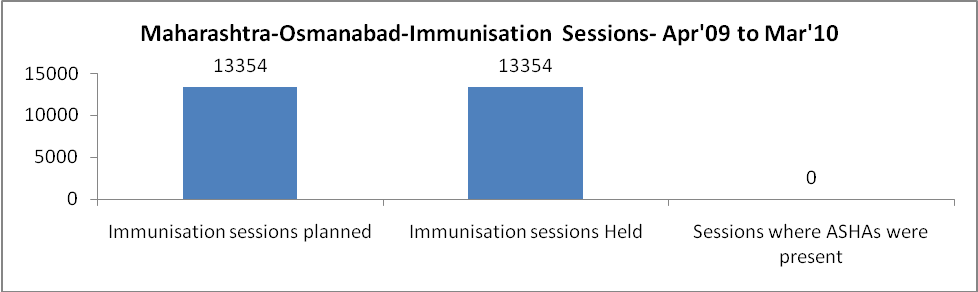 Maharashtra-Osmanabad-Immunisation Sessions- Apr'09 to Mar'10
13354 13354
15000
10000
5000
0
0
Immunisation sessions planned Immunisation sessions Held Sessions where ASHAs were
present